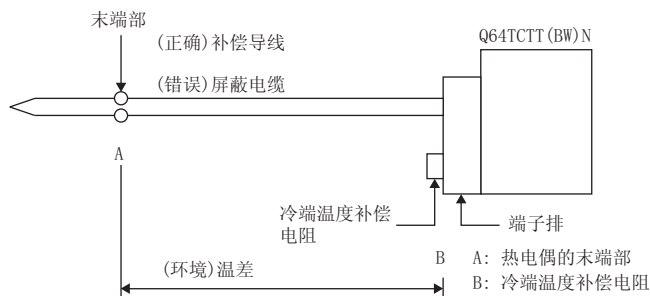 末端部
(正确)补偿导线
Q64TCTT(BW)N
(错误)屏蔽电缆
A
冷端温度补偿
电阻
端子排
B
A: 热电偶的末端部
(环境)温差
B: 冷端温度补偿电阻